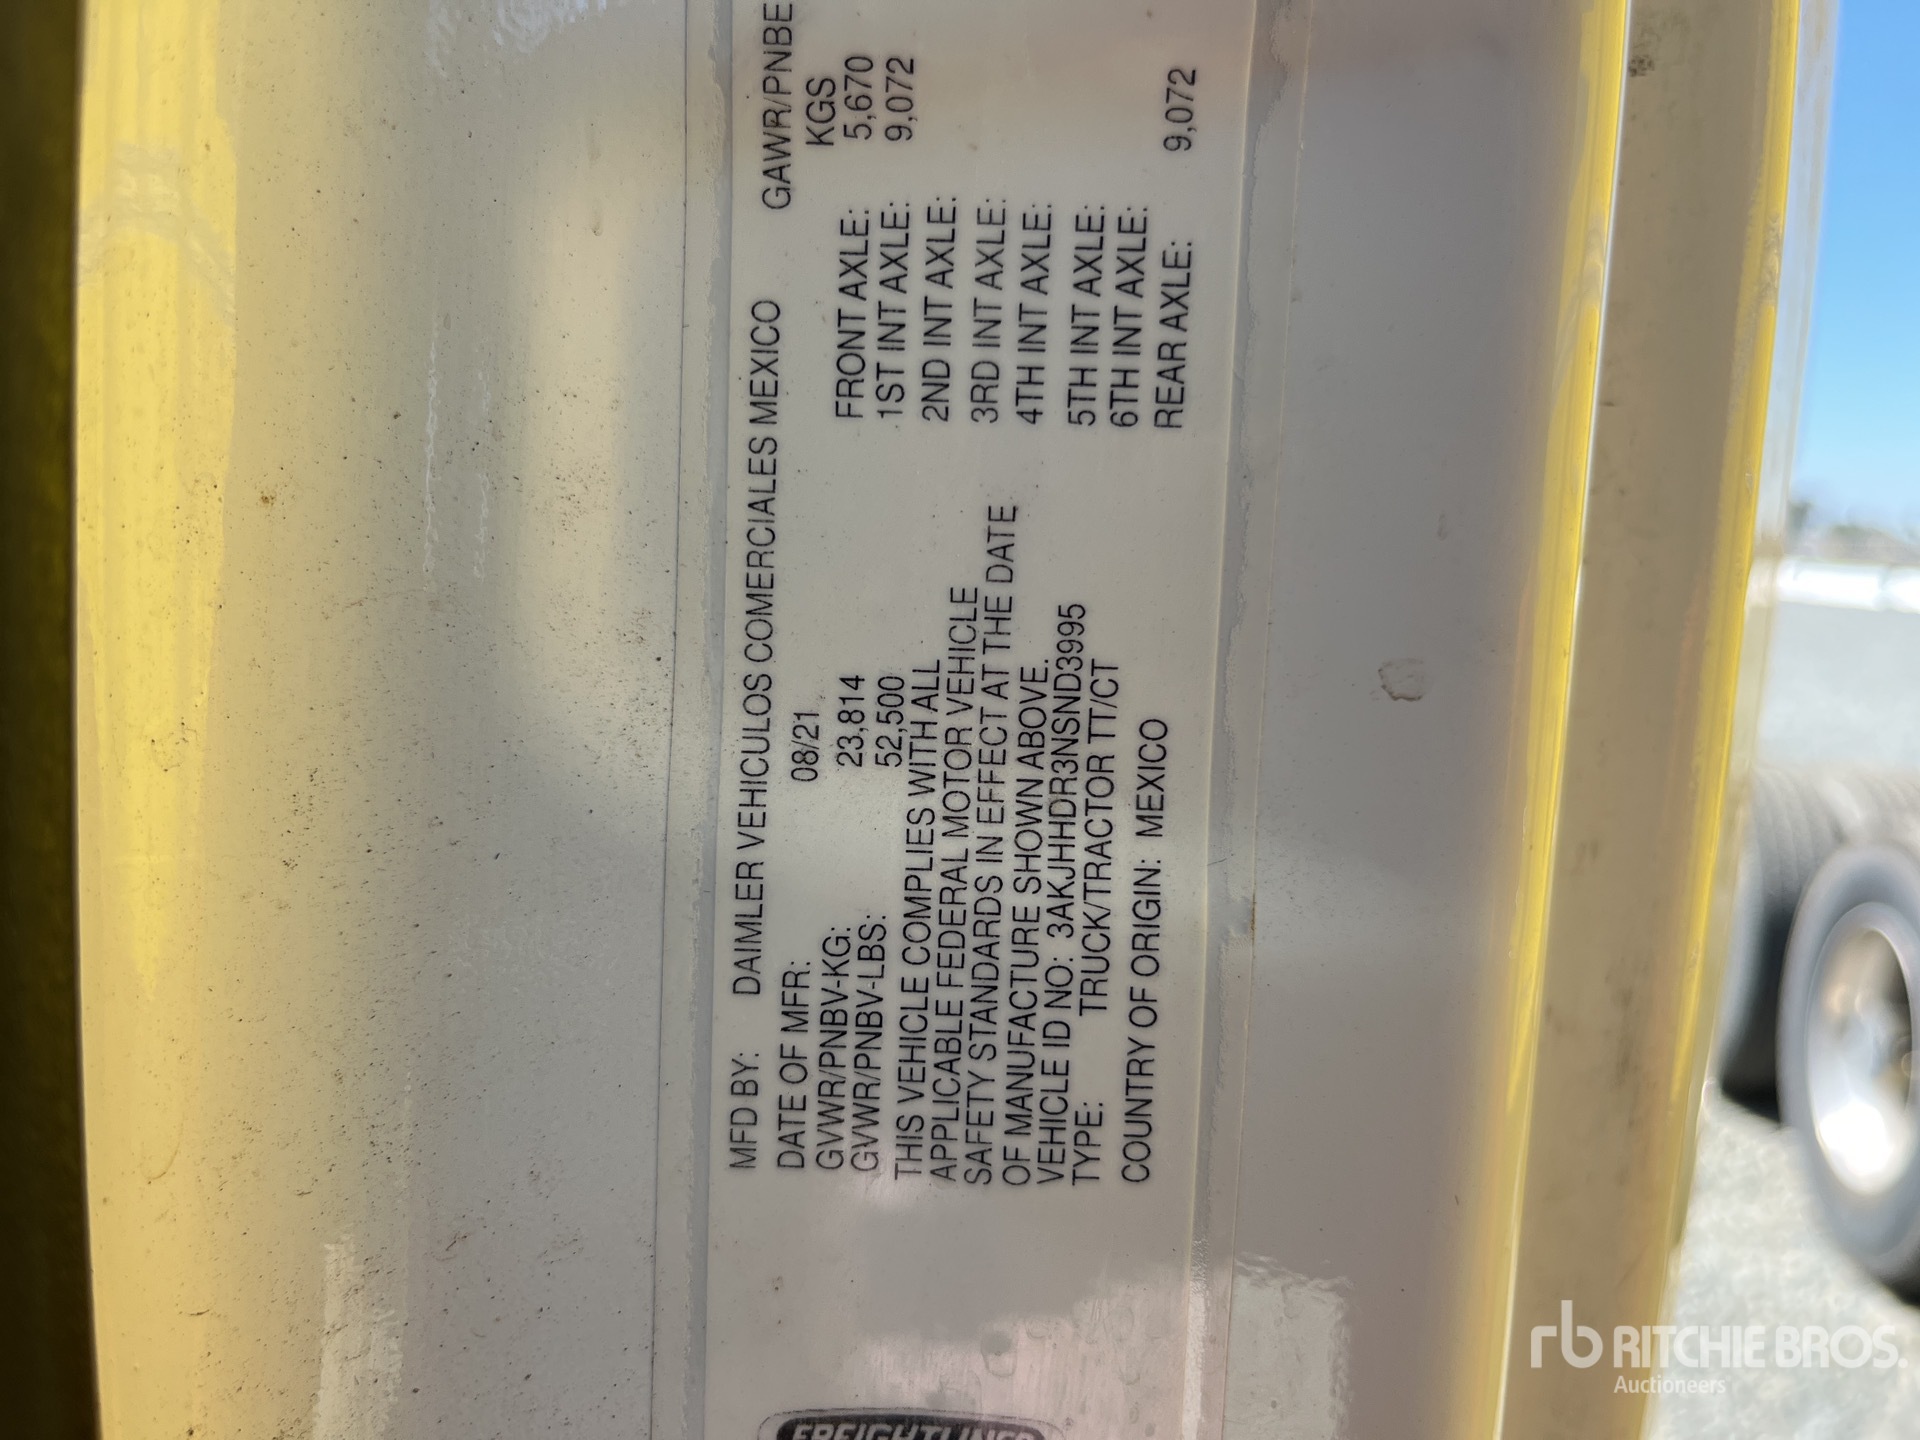 MFD BY: DAIMLER VEHICULOS COMERCIALES MEXICO
DATE OF MFR: 08/21 GAWR/PNBE
GVWR/PNBV-KG: 23,814 KGS
GVWR/PNBV-LBS: 52,500
FRONT AXLE: 5,670
1ST INT AXLE: 9,072
2ND INT AXLE:
3RD INT AXLE:
4TH INT AXLE:
5TH INT AXLE:
6TH INT AXLE:
REAR AXLE: 9,072
THIS VEHICLE COMPLIES WITH ALL
APPLICABLE FEDERAL MOTOR VEHICLE
SAFETY STANDARDS IN EFFECT AT THE DATE
OF MANUFACTURE SHOWN ABOVE.
VEHICLE ID NO: 3AKJHHDR3NSND3995
TYPE: TRUCK/TRACTOR TT/CT
COUNTRY OF ORIGIN: MEXICO
FREIGHTLINER
rb RITCHIE BROS.
Auctioneers